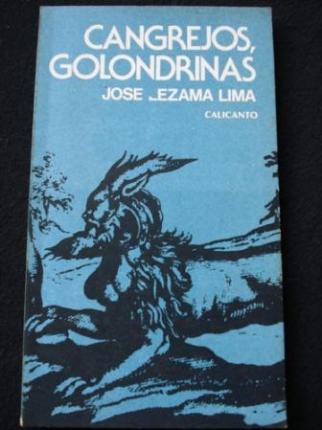 CANGREJOS,
GOLONDRINAS
JOSE LEZAMA LIMA
CALICANTO